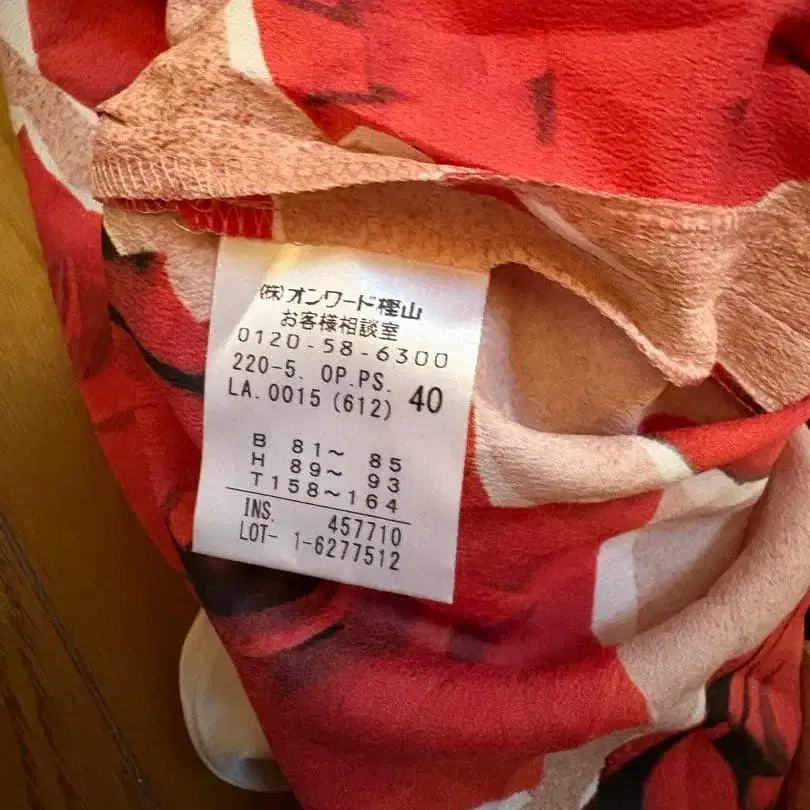 (株)オンワード樫山
お客様相談室
0120-58-6300
220-5. OP.PS. 40
LA.0015(612)
B 81~ 85
H 89~ 93
T158~164
INS. 457710
LOT- 1-6277512